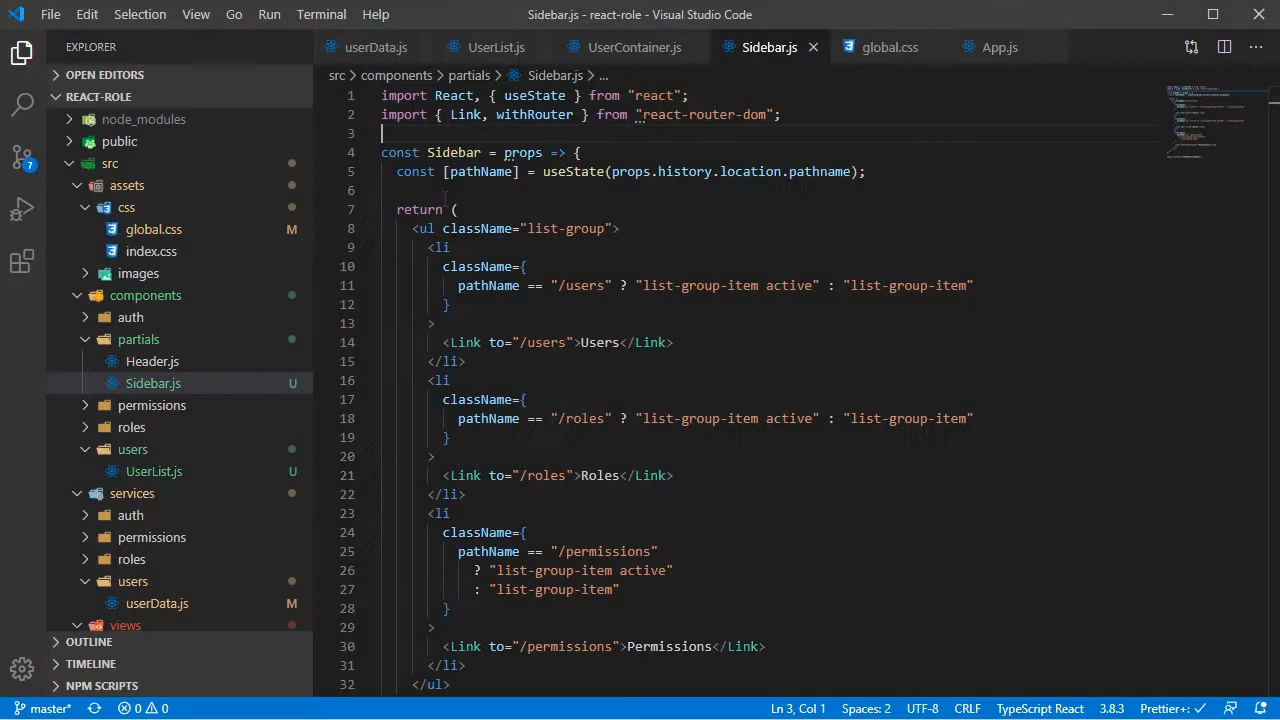 File Edit Selection View Go Run Terminal Help Sidebar.js - react-role - Visual Studio Code
EXPLORER
OPEN EDITORS
REACT-ROLE
node_modules
public
src
assets
css
global.css M
index.css
images
components
auth
partials
Header.js
Sidebar.js U
permissions
roles
users
UserList.js U
services
auth
permissions
roles
users
userData.js M
views
OUTLINE
TIMELINE
NPM SCRIPTS
7
userData.js UserList.js UserContainer.js Sidebar.js global.css App.js
src > components > partials > Sidebar.js > ...
1 import React, { useState } from "react";
2 import { Link, withRouter } from "react-router-dom";
3
4 const Sidebar = props => {
5 const [pathName] = useState(props.history.location.pathname);
6
7 return (
8 <ul className="list-group">
9 <li
10 className={
11 pathName == "/users" ? "list-group-item active" : "list-group-item"
12 }
13 >
14 <Link to="/users">Users</Link>
15 </li>
16 <li
17 className={
18 pathName == "/roles" ? "list-group-item active" : "list-group-item"
19 }
20 >
21 <Link to="/roles">Roles</Link>
22 </li>
23 <li
24 className={
25 pathName == "/permissions"
26 ? "list-group-item active"
27 : "list-group-item"
28 }
29 >
30 <Link to="/permissions">Permissions</Link>
31 </li>
32 </ul>
master* 0 0 Ln 3, Col 1 Spaces: 2 UTF-8 CRLF TypeScript React 3.8.3 Prettier+: ✓